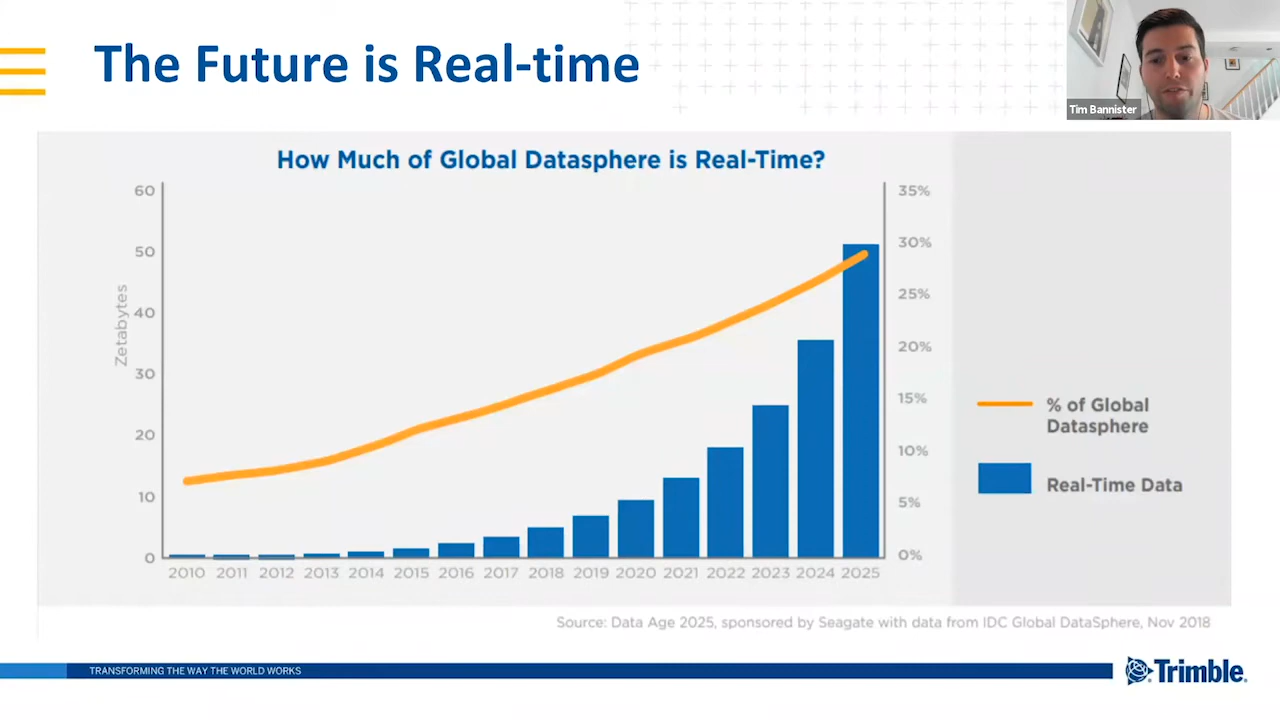 The Future is Real-time
Tim Bannister
How Much of Global Datasphere is Real-Time?
Zetabytes
60
50
40
30
20
10
0
35%
30%
25%
20%
15%
10%
5%
0%
2010 2011 2012 2013 2014 2015 2016 2017 2018 2019 2020 2021 2022 2023 2024 2025
% of Global
Datasphere
Real-Time Data
Source: Data Age 2025, sponsored by Seagate with data from IDC Global DataSphere, Nov 2018
TRANSFORMING THE WAY THE WORLD WORKS
Trimble